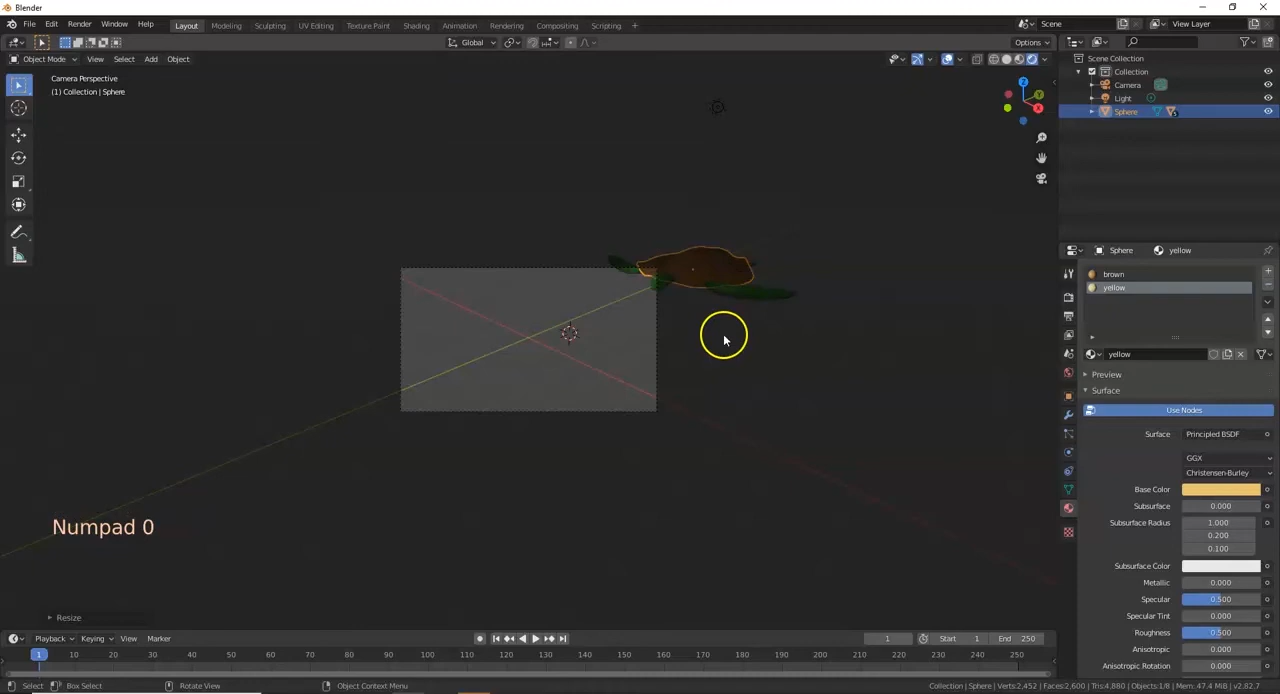 Blender
File Edit Render Window Help
Layout Modeling Sculpting UV Editing Texture Paint Shading Animation Rendering Compositing Scripting +
Scene
View Layer
Global
Options
Object Mode View Select Add Object
Camera Perspective
(1) Collection | Sphere
Z
Y
X
Scene Collection
Collection
Camera
Light
Sphere
Sphere yellow
brown
yellow
yellow
Preview
Surface
Use Nodes
Surface Principled BSDF
GGX
Christensen-Burley
Base Color
Subsurface 0.000
Subsurface Radius 1.000
0.200
0.100
Subsurface Color
Metallic 0.000
Specular 0.500
Specular Tint 0.000
Roughness 0.500
Anisotropic 0.000
Anisotropic Rotation 0.000
Numpad 0
Resize
Playback Keying View Marker
1 Start 1 End 250
1 10 20 30 40 50 60 70 80 90 100 110 120 130 140 150 160 170 180 190 200 210 220 230 240 250
Select Box Select Rotate View Object Context Menu
Collection | Sphere | Verts:2,452 | Faces:2,600 | Tris:4,880 | Objects:1/8 | Mem: 47.4 MiB | v2.82.7